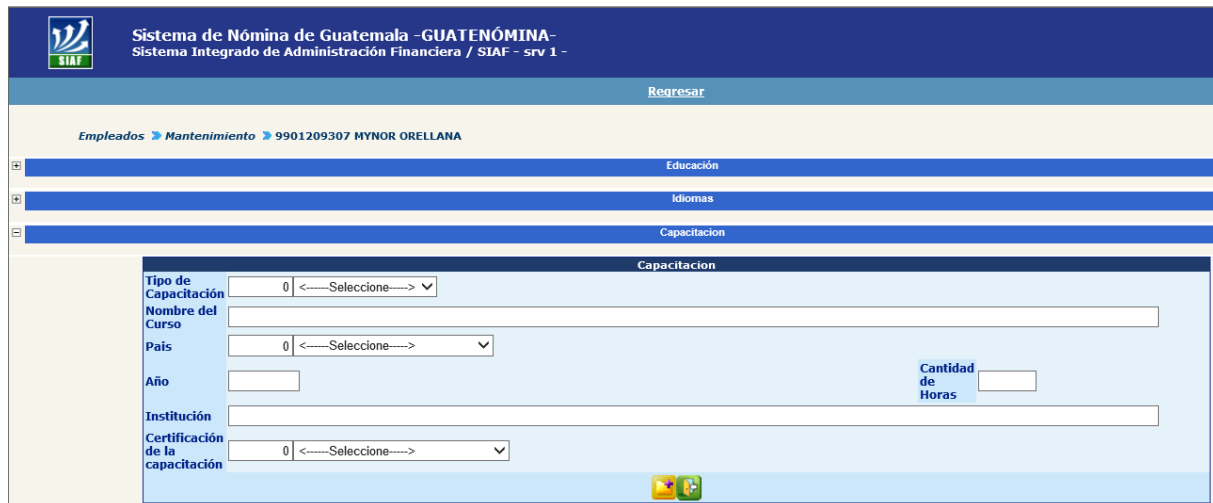 Sistema de Nómina de Guatemala -GUATENÓMINA-
Sistema Integrado de Administración Financiera / SIAF - srv 1 -
SIAF
Regresar
Empleados Mantenimiento 9901209307 MYNOR ORELLANA
Educación
Idiomas
Capacitacion
Capacitacion
Tipo de
Capacitación 0 <------Seleccione----->
Nombre del
Curso
Pais 0 <------Seleccione----->
Año
Cantidad
de
Horas
Institución
Certificación
de la
capacitación 0 <------Seleccione----->